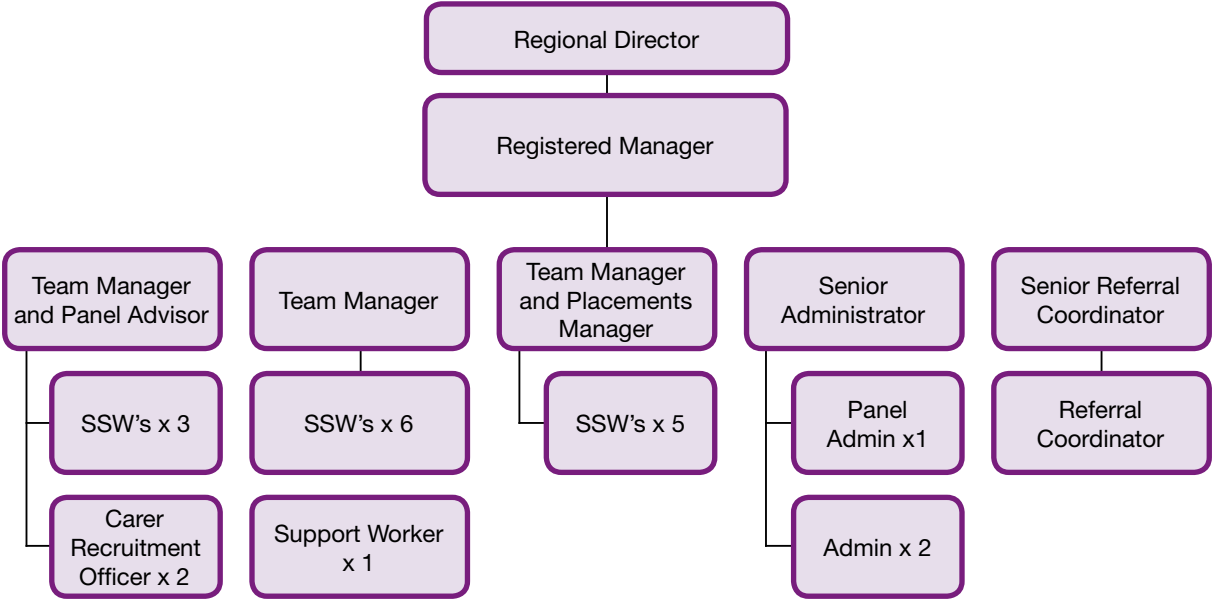 Regional Director
Registered Manager
Team Manager
and Panel Advisor
Team Manager
Team Manager
and Placements
Manager
Senior
Administrator
Senior Referral
Coordinator
SSW’s x 3
SSW’s x 6
SSW’s x 5
Panel
Admin x1
Referral
Coordinator
Carer
Recruitment
Officer x 2
Support Worker
x 1
Admin x 2